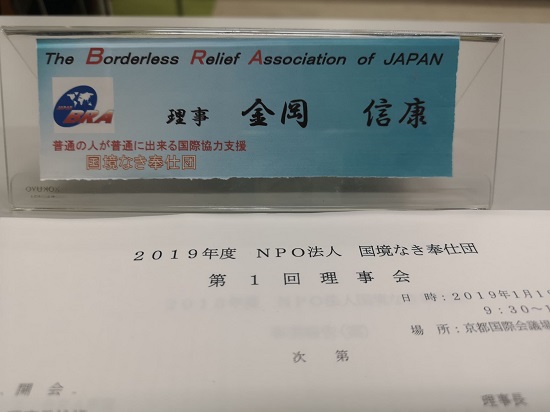 The Borderless Relief Association of JAPAN
BRA
理事 金岡 信康
普通の人が普通に出来る国際協力支援
国境なき奉仕団
2019年度 NPO法人 国境なき奉仕団
第1回理事会
日 時:2019年1月1
9:30~1
場 所:京都国際会議場
次 第
開会
理事長